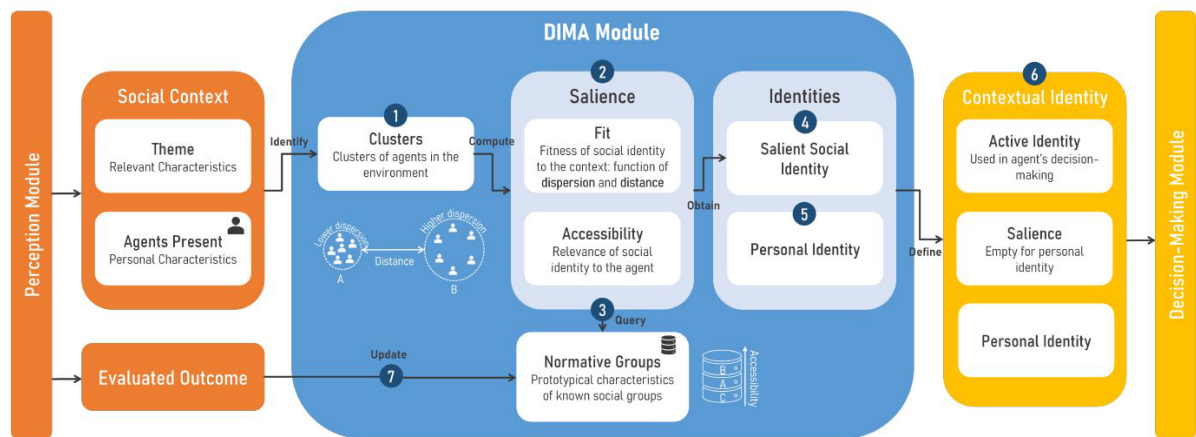 Perception Module
Social Context
Theme
Relevant Characteristics
Agents Present
Personal Characteristics
Evaluated Outcome
Identify
DIMA Module
1
Clusters
Clusters of agents in the
environment
Lower dispersion
Higher dispersion
Distance
A
B
Compute
2
Salience
Fit
Fitness of social identity
to the context: function of
dispersion and distance
Accessibility
Relevance of social
identity to the agent
3
Query
Normative Groups
Prototypical characteristics
of known social groups
Update
7
B
A
C
Accessibility
Obtain
Identities
4
Salient Social
Identity
5
Personal Identity
Define
6
Contextual Identity
Active Identity
Used in agent's decision-
making
Salience
Empty for personal
identity
Personal Identity
Decision-Making Module